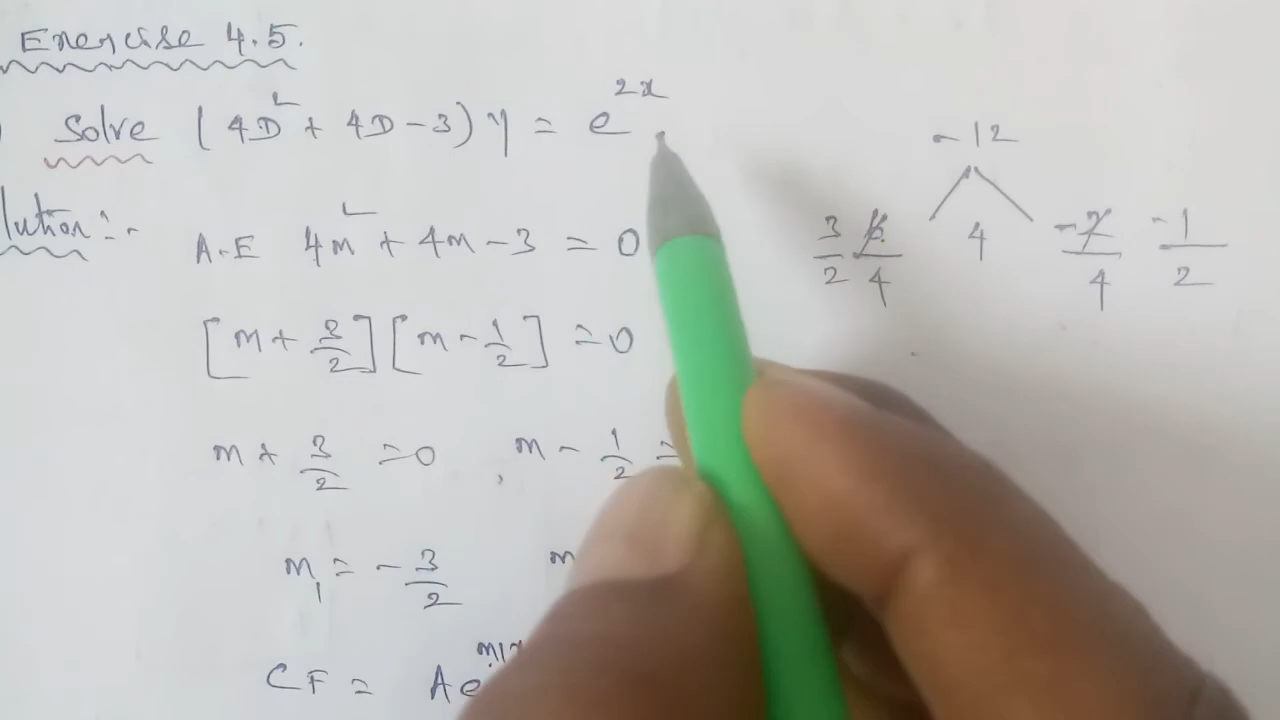 Exercise 4.5.
Solve (4D² + 4D - 3) y = e^{2x}
lution:-
A.E 4m² + 4m - 3 = 0
[m + 3/2] [m - 1/2] = 0
m + 3/2 = 0 , m - 1/2 =
m₁ = - 3/2 m
CF = Ae^{m₁x}
-12
3/2 6/4 4 -2/4 -1/2